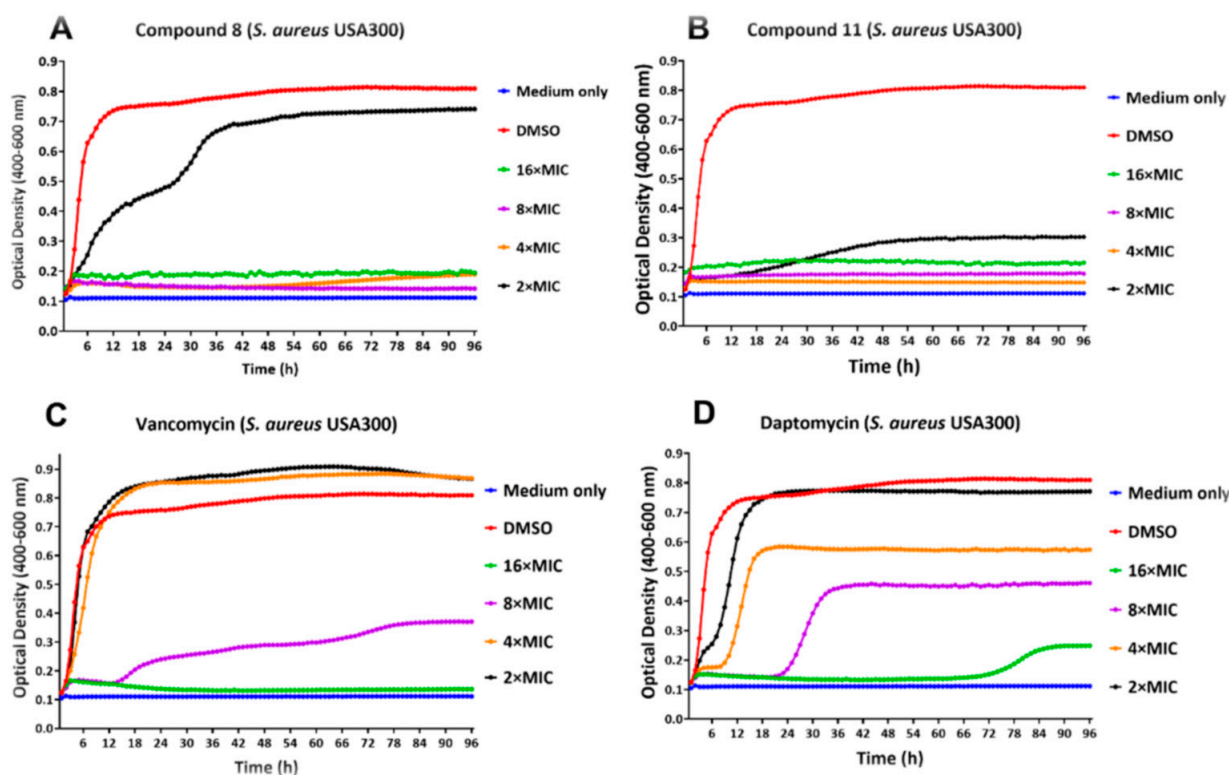 A
Compound 8 (S. aureus USA300)
Optical Density (400-600 nm)
0.9
0.8
0.7
0.6
0.5
0.4
0.3
0.2
0.1
0.0
6 12 18 24 30 36 42 48 54 60 66 72 78 84 90 96
Time (h)
Medium only
DMSO
16×MIC
8×MIC
4×MIC
2×MIC
B
Compound 11 (S. aureus USA300)
Optical Density (400-600 nm)
0.9
0.8
0.7
0.6
0.5
0.4
0.3
0.2
0.1
0.0
6 12 18 24 30 36 42 48 54 60 66 72 78 84 90 96
Time (h)
Medium only
DMSO
16×MIC
8×MIC
4×MIC
2×MIC
C
Vancomycin (S. aureus USA300)
Optical Density (400-600 nm)
0.9
0.8
0.7
0.6
0.5
0.4
0.3
0.2
0.1
0.0
6 12 18 24 30 36 42 48 54 60 66 72 78 84 90 96
Time (h)
Medium only
DMSO
16×MIC
8×MIC
4×MIC
2×MIC
D
Daptomycin (S. aureus USA300)
Optical Density (400-600 nm)
0.9
0.8
0.7
0.6
0.5
0.4
0.3
0.2
0.1
0.0
6 12 18 24 30 36 42 48 54 60 66 72 78 84 90 96
Time (h)
Medium only
DMSO
16×MIC
8×MIC
4×MIC
2×MIC